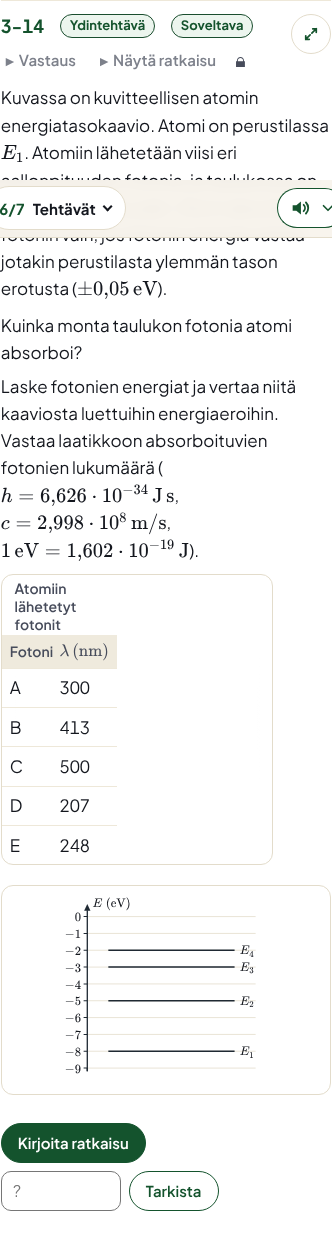 3-14 Ydintehtävä Soveltava
▸ Vastaus ▸ Näytä ratkaisu
Kuvassa on kuvitteellisen atomin
energiatasokaavio. Atomi on perustilassa
E₁. Atomiin lähetetään viisi eri
6/7 Tehtävät
jotakin perustilasta ylemmän tason
erotusta (±0,05 eV).
Kuinka monta taulukon fotonia atomi
absorboi?
Laske fotonien energiat ja vertaa niitä
kaaviosta luettuihin energiaeroihin.
Vastaa laatikkoon absorboituvien
fotonien lukumäärä (
h = 6,626 · 10⁻³⁴ J s,
c = 2,998 · 10⁸ m/s,
1 eV = 1,602 · 10⁻¹⁹ J).
Atomiin
lähetetyt
fotonit
Fotoni λ (nm)
A 300
B 413
C 500
D 207
E 248
E (eV)
0
−1
−2 E₄
−3 E₃
−4
−5 E₂
−6
−7
−8 E₁
−9
Kirjoita ratkaisu
? Tarkista